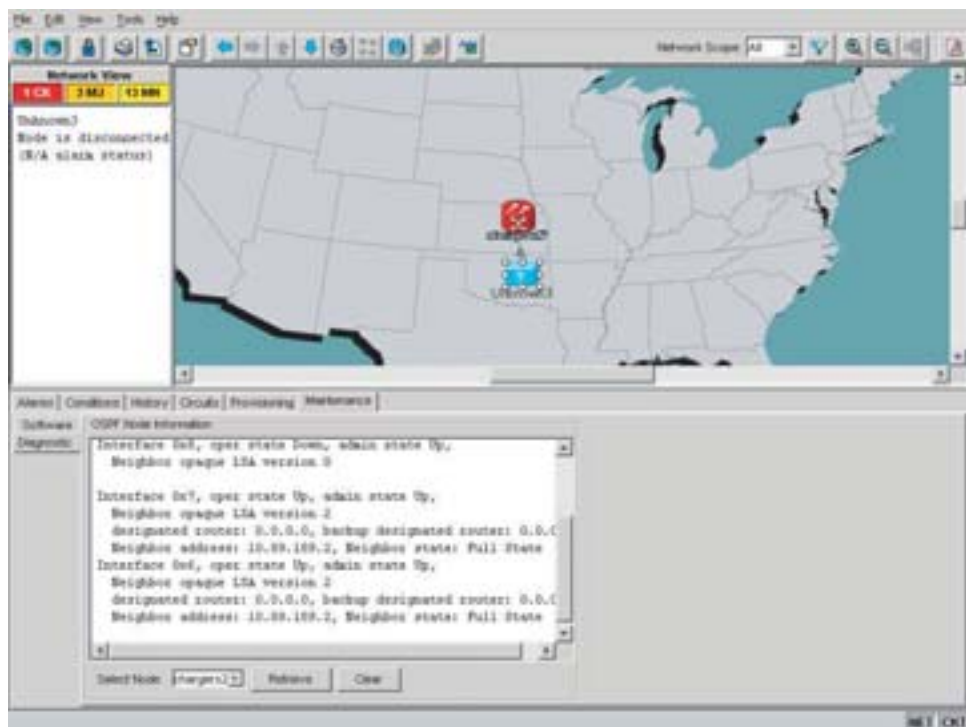 File Edit View Tools Help
Network Scope: All
Network View
1 CR 3 MJ 13 MN
Unknown3
Node is disconnected
(N/A alarm status)
Unknown3
Alarms Conditions History Circuits Provisioning Maintenance
Software
Diagnostic
OSPF Node Information
Interface oper state Down, admin state Up,
Neighbor opaque LSA version 0
Interface 0x7, oper state Up, admin state Up,
Neighbor opaque LSA version 2
designated router: 0.0.0.0, backup designated router: 0.0.0
Neighbor address: 10.89.189.2, Neighbor state: Full State
Interface 0x6, oper state Up, admin state Up,
Neighbor opaque LSA version 2
designated router: 0.0.0.0, backup designated router: 0.0.0
Neighbor address: 10.89.189.2, Neighbor state: Full State
Select Node: chargers2 Retrieve Clear
NET CKT